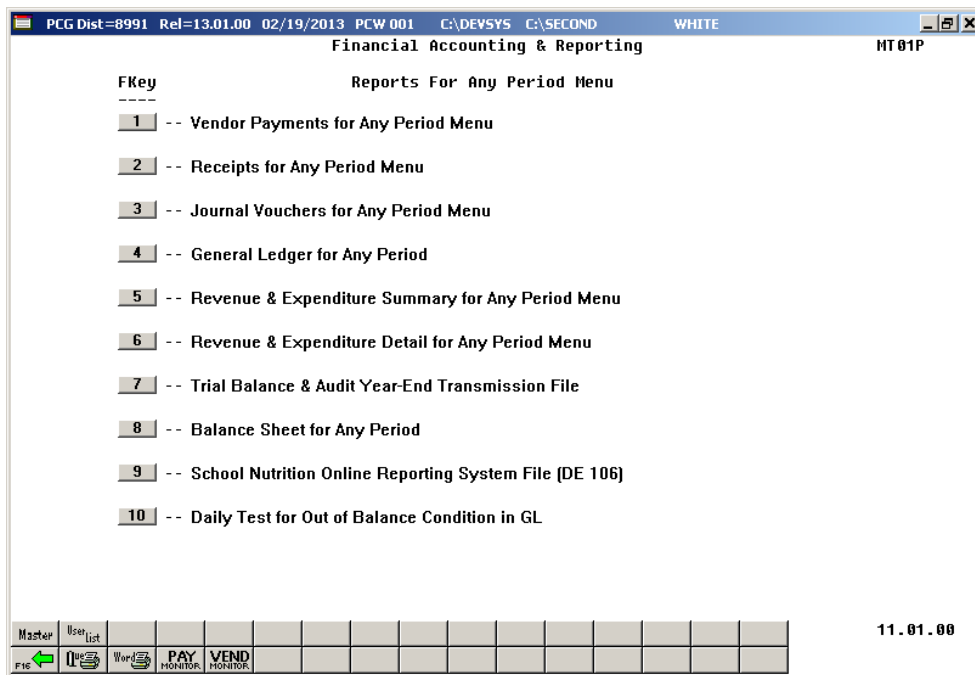 PCG Dist=8991 Rel=13.01.00 02/19/2013 PCW 001 C:\DEVSYS C:\SECOND WHITE
Financial Accounting & Reporting MT01P
FKey Reports For Any Period Menu
----
1 -- Vendor Payments for Any Period Menu
2 -- Receipts for Any Period Menu
3 -- Journal Vouchers for Any Period Menu
4 -- General Ledger for Any Period
5 -- Revenue & Expenditure Summary for Any Period Menu
6 -- Revenue & Expenditure Detail for Any Period Menu
7 -- Trial Balance & Audit Year-End Transmission File
8 -- Balance Sheet for Any Period
9 -- School Nutrition Online Reporting System File (DE 106)
10 -- Daily Test for Out of Balance Condition in GL
Master User List 11.01.00
F16 Que Word PAY MONITOR VEND MONITOR